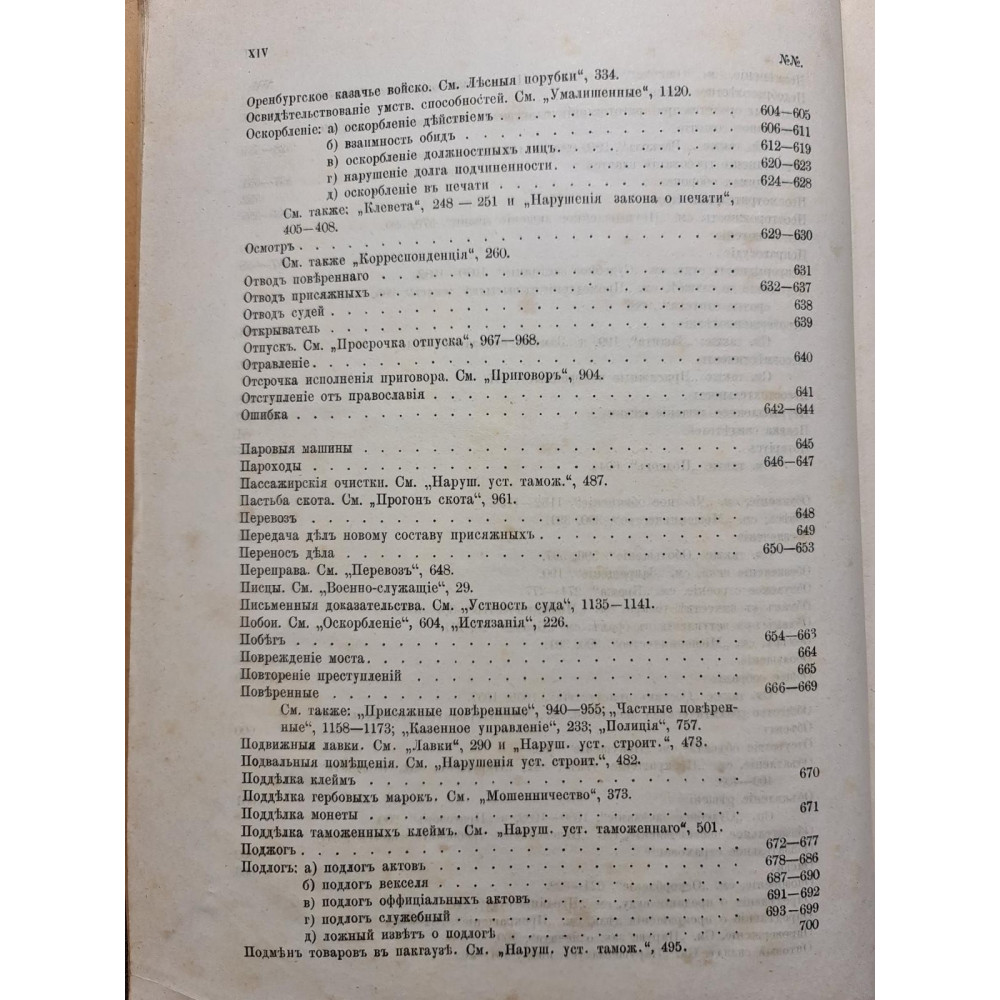 XIV
№№.
Оренбургское казачье войско. См. Лѣсныя порубки“, 334.
Освидѣтельствованіе умств. способностей. См. „Умалишенные“, 1120.
Оскорбленіе: а) оскорбленіе дѣйствіемъ . . . . . . . . . . 604—605
б) взаимность обидъ . . . . . . . . . . 606—611
в) оскорбленіе должностныхъ лицъ. . . . . . . . . . 612—619
г) нарушеніе долга подчиненности. . . . . . . . . . 620—623
д) оскорбленіе въ печати . . . . . . . . . . 624—628
См. также: „Клевета“, 248—251 и „Нарушенія закона о печати“,
405—408.
Осмотръ. . . . . . . . . . 629—630
См. также „Корреспонденція“, 260.
Отводъ повѣреннаго . . . . . . . . . . 631
Отводъ присяжныхъ . . . . . . . . . . 632—637
Отводъ судей . . . . . . . . . . 638
Открыватель . . . . . . . . . . 639
Отпускъ. См. „Просрочка отпуска“, 967—968.
Отравленіе. . . . . . . . . . 640
Отсрочка исполненія приговора. См. „Приговоръ“, 904.
Отступленіе отъ православія . . . . . . . . . . 641
Ошибка . . . . . . . . . . 642—644
Паровыя машины . . . . . . . . . . 645
Пароходы . . . . . . . . . . 646—647
Пассажирскія очистки. См. „Наруш. уст. тамож.“, 487.
Пастьба скота. См. „Прогонъ скота“, 961.
Перевозъ . . . . . . . . . . 648
Передача дѣлъ новому составу присяжныхъ. . . . . . . . . . 649
Переносъ дѣла . . . . . . . . . . 650—653
Переправа. См. „Перевозъ“, 648.
Писцы. См. „Военно-служащіе“, 29.
Письменныя доказательства. См. „Устность суда“, 1135—1141.
Побои. См. „Оскорбленіе“, 604, „Истязанія“, 226.
Побѣгъ . . . . . . . . . . 654—663
Поврежденіе моста. . . . . . . . . . 664
Повтореніе преступленій . . . . . . . . . . 665
Повѣренные . . . . . . . . . . 666—669
См. также: „Присяжные повѣренные“, 940—955; „Частные повѣрен-
ные“, 1158—1173; „Казенное управленіе“, 233; „Полиція“, 757.
Подвижныя лавки. См. „Лавки“, 290 и „Наруш. уст. строит.“, 473.
Подвальныя помѣщенія. См. „Нарушенія уст. строит.“, 482.
Поддѣлка клеймъ . . . . . . . . . . 670
Поддѣлка гербовыхъ марокъ. См. „Мошенничество“, 373.
Поддѣлка монеты . . . . . . . . . . 671
Поддѣлка таможенныхъ клеймъ. См. „Наруш. уст. таможеннаго“, 501.
Поджогъ. . . . . . . . . . 672—677
Подлогъ: а) подлогъ актовъ . . . . . . . . . . 678—686
б) подлогъ векселя . . . . . . . . . . 687—690
в) подлогъ оффиціальныхъ актовъ . . . . . . . . . . 691—692
г) подлогъ служебный . . . . . . . . . . 693—699
д) ложный извѣтъ о подлогѣ . . . . . . . . . . 700
Подмѣнъ товаровъ въ пакгаузѣ. См. „Наруш. уст. тамож.“, 495.